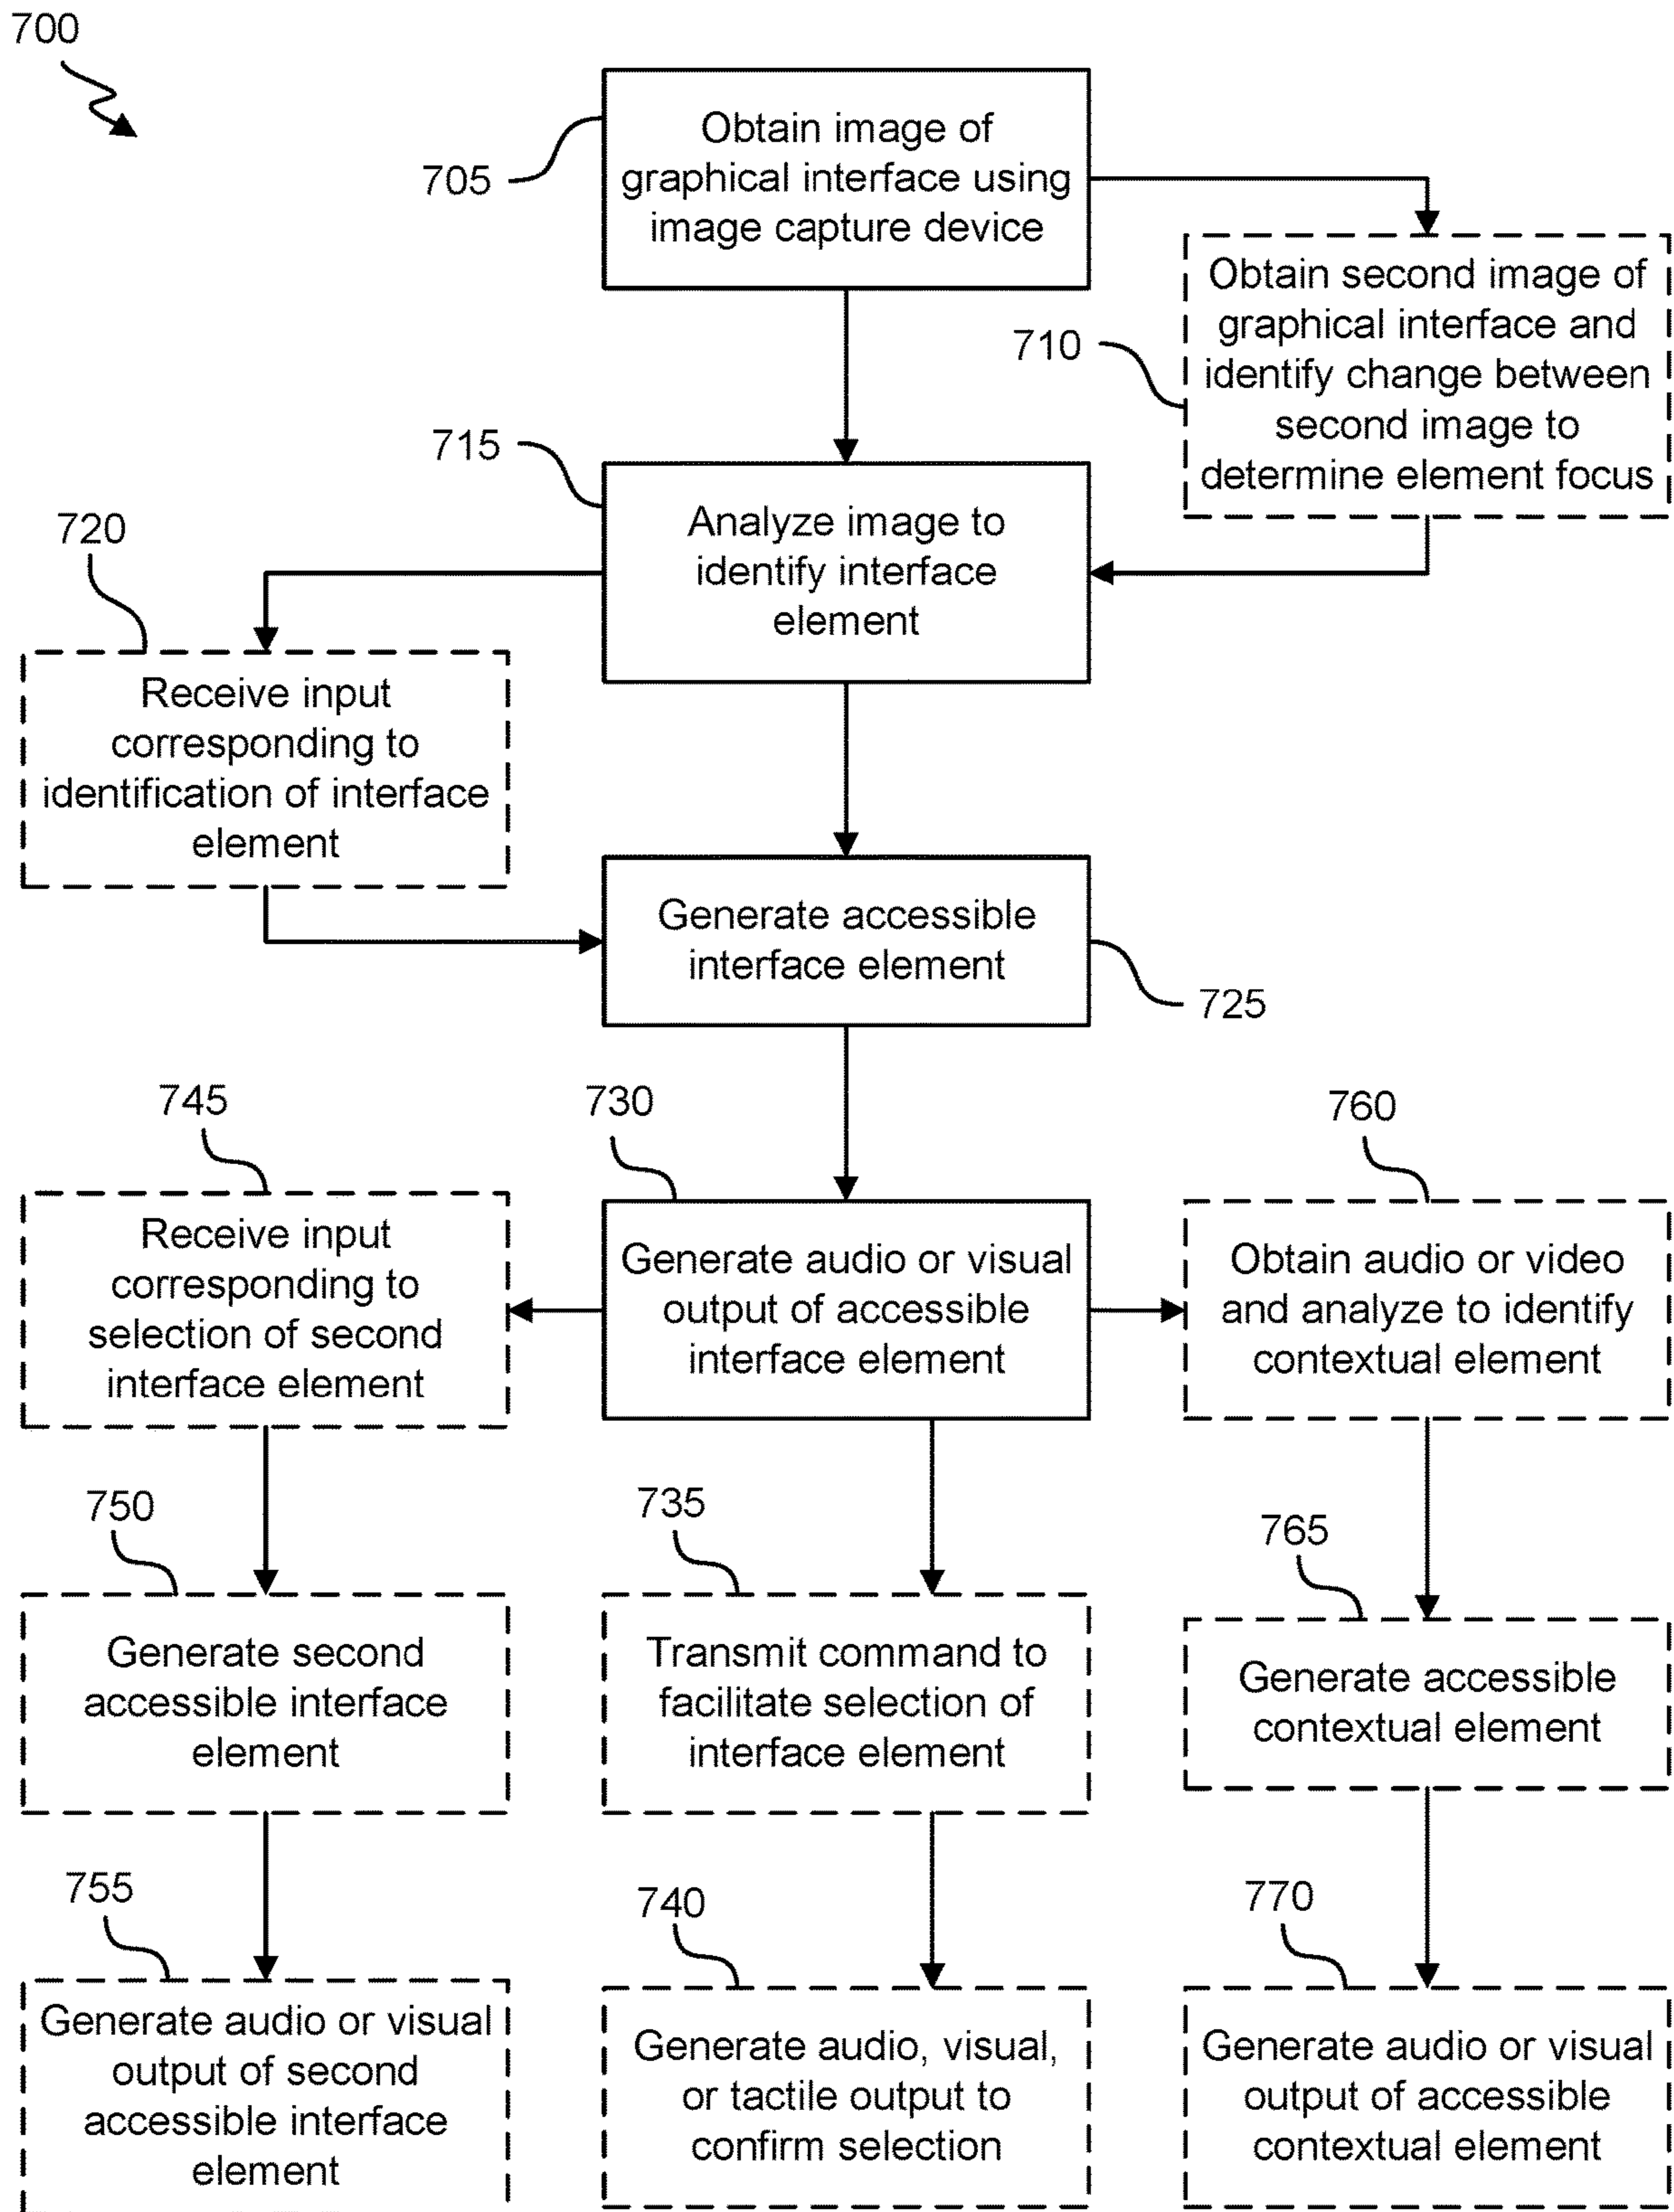 700
Obtain image of
graphical interface using
image capture device
705
Obtain second image of
graphical interface and
identify change between
second image to
determine element focus
710
715
Analyze image to
identify interface
element
720
Receive input
corresponding to
identification of interface
element
Generate accessible
interface element
725
745
730
760
Receive input
corresponding to
selection of second
interface element
Generate audio or visual
output of accessible
interface element
Obtain audio or video
and analyze to identify
contextual element
750
735
765
Generate second
accessible interface
element
Transmit command to
facilitate selection of
interface element
Generate accessible
contextual element
755
740
770
Generate audio or visual
output of second
accessible interface
element
Generate audio, visual,
or tactile output to
confirm selection
Generate audio or visual
output of accessible
contextual element